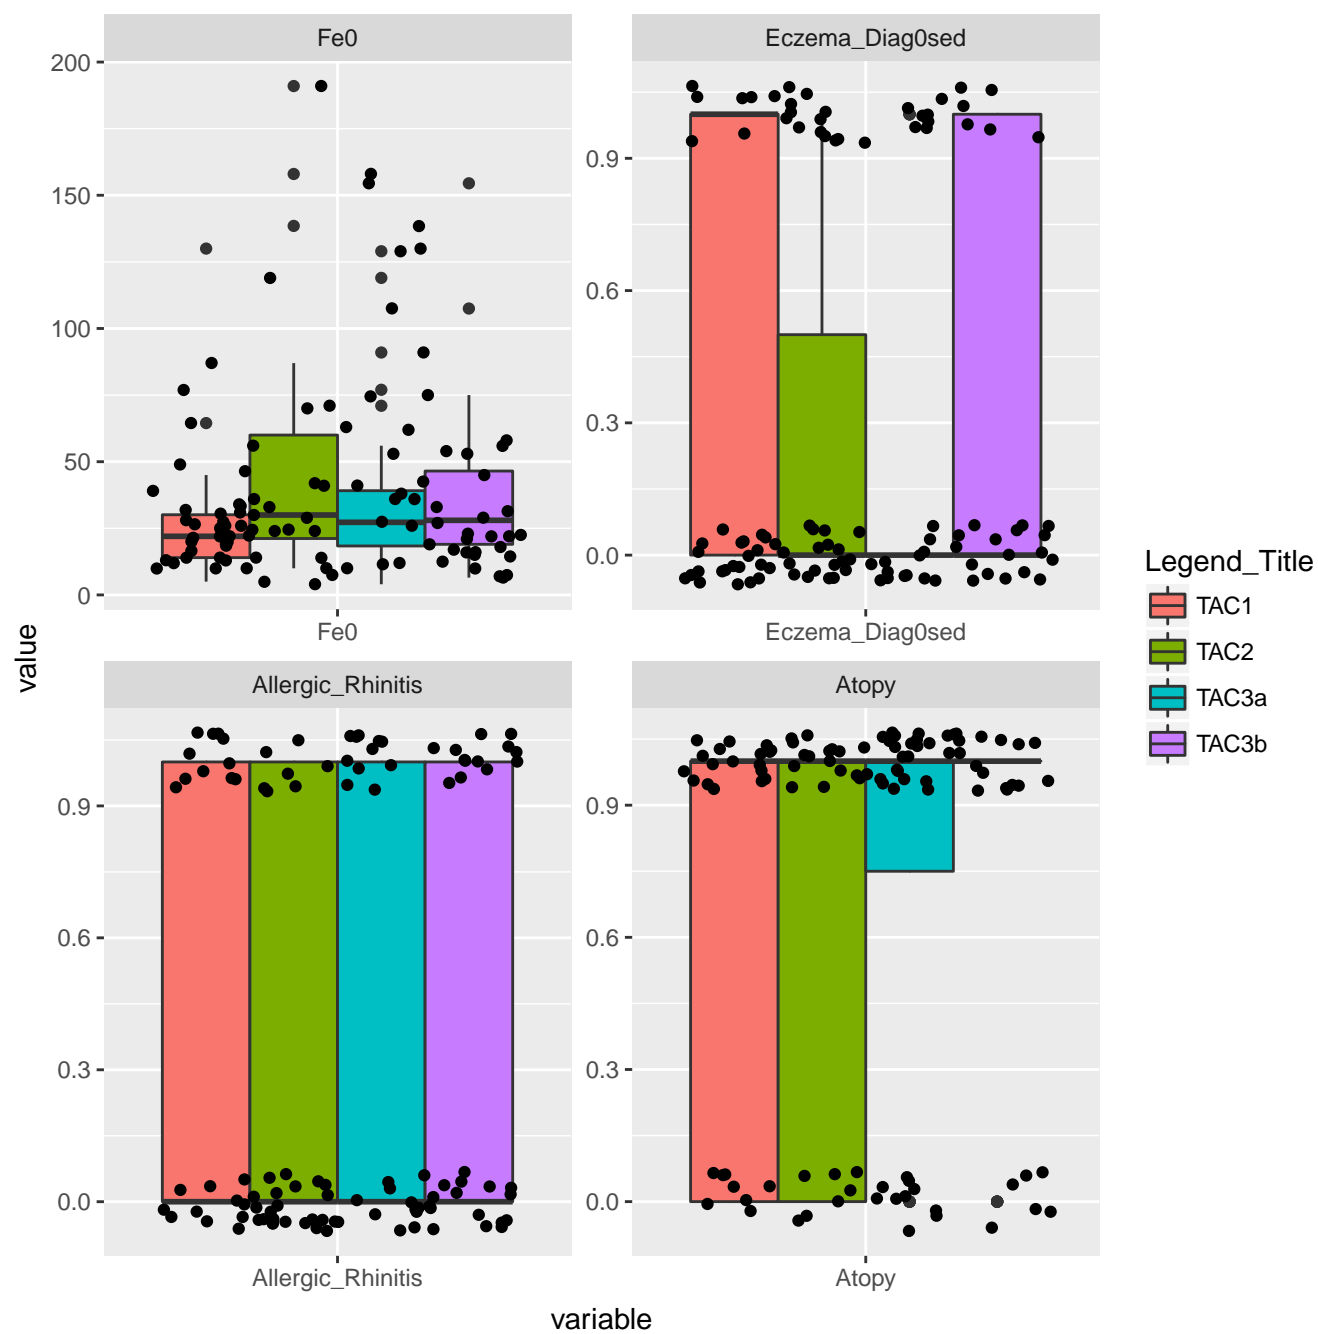 Fe0
Eczema_Diag0sed
200
150
100
50
0
0.9
0.6
0.3
0.0
Fe0
Eczema_Diag0sed
Allergic_Rhinitis
Atopy
0.9
0.6
0.3
0.0
0.9
0.6
0.3
0.0
Allergic_Rhinitis
Atopy
value
variable
Legend_Title
TAC1
TAC2
TAC3a
TAC3b